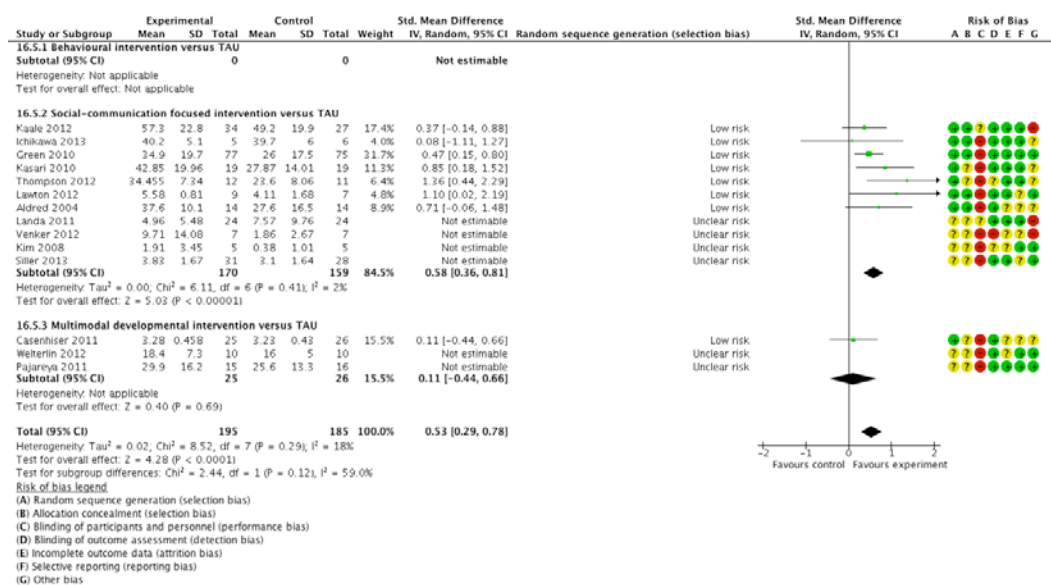 Experimental Control Std. Mean Difference Std. Mean Difference Risk of Bias
Study or Subgroup Mean SD Total Mean SD Total Weight IV, Random, 95% CI Random sequence generation (selection bias) IV, Random, 95% CI A B C D E F G
16.5.1 Behavioural intervention versus TAU
Subtotal (95% CI) 0 0 Not estimable
Heterogeneity: Not applicable
Test for overall effect: Not applicable
16.5.2 Social-communication focused intervention versus TAU
Kaale 2012 57.3 22.8 34 49.2 19.9 27 17.4% 0.37 [-0.14, 0.88] Low risk
Ichikawa 2013 40.2 5.1 5 39.7 6 6 4.0% 0.08 [-1.11, 1.27] Low risk
Green 2010 34.9 19.7 77 26 17.5 75 31.7% 0.47 [0.15, 0.80] Low risk
Kasari 2010 42.85 19.96 19 27.87 14.01 19 11.3% 0.85 [0.18, 1.52] Low risk
Thompson 2012 34.455 7.34 12 23.6 8.06 11 6.4% 1.36 [0.44, 2.29] Low risk
Lawton 2012 5.58 0.81 9 4.11 1.68 7 4.8% 1.10 [0.02, 2.19] Low risk
Aldred 2004 37.6 10.1 14 27.6 16.5 14 8.9% 0.71 [-0.06, 1.48] Low risk
Landa 2011 4.96 5.48 24 7.57 9.76 24 Not estimable Unclear risk
Venker 2012 9.71 14.08 7 1.86 2.67 7 Not estimable Unclear risk
Kim 2008 1.91 3.45 5 0.38 1.01 5 Not estimable Unclear risk
Siller 2013 3.83 1.67 31 3.1 1.64 28 Not estimable Unclear risk
Subtotal (95% CI) 170 159 84.5% 0.58 [0.36, 0.81]
Heterogeneity: Tau² = 0.00; Chi² = 6.11, df = 6 (P = 0.41); I² = 2%
Test for overall effect: Z = 5.03 (P < 0.00001)
16.5.3 Multimodal developmental intervention versus TAU
Casenhiser 2011 3.28 0.458 25 3.23 0.43 26 15.5% 0.11 [-0.44, 0.66] Low risk
Welterlin 2012 18.4 7.3 10 16 5 10 Not estimable Unclear risk
Pajareya 2011 29.9 16.2 15 25.6 13.3 16 Not estimable Unclear risk
Subtotal (95% CI) 25 26 15.5% 0.11 [-0.44, 0.66]
Heterogeneity: Not applicable
Test for overall effect: Z = 0.40 (P = 0.69)
Total (95% CI) 195 185 100.0% 0.53 [0.29, 0.78]
Heterogeneity: Tau² = 0.02; Chi² = 8.52, df = 7 (P = 0.29); I² = 18%
Test for overall effect: Z = 4.28 (P < 0.0001)
Test for subgroup differences: Chi² = 2.44, df = 1 (P = 0.12), I² = 59.0%
-2 -1 0 1 2
Favours control Favours experiment
Risk of bias legend
(A) Random sequence generation (selection bias)
(B) Allocation concealment (selection bias)
(C) Blinding of participants and personnel (performance bias)
(D) Blinding of outcome assessment (detection bias)
(E) Incomplete outcome data (attrition bias)
(F) Selective reporting (reporting bias)
(G) Other bias